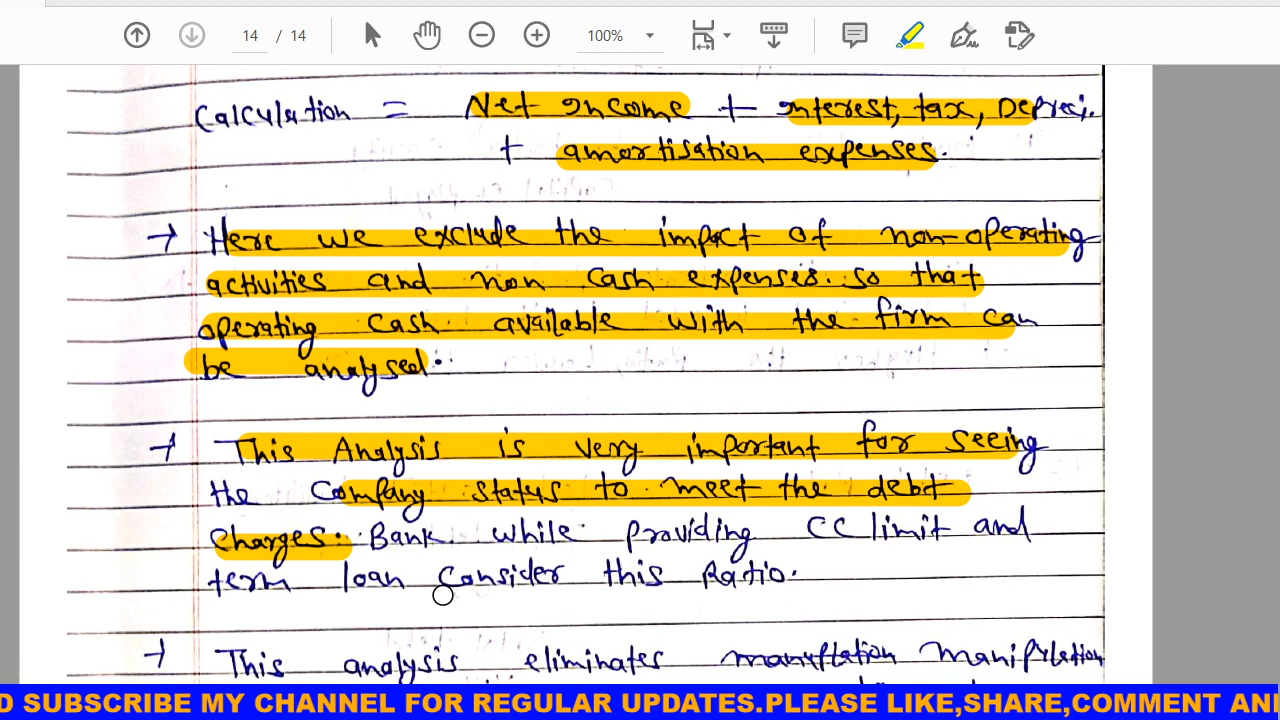 14 / 14 100%
Calculation = Net Income + interest, tax, Depreci.
+ amortisation expenses.
→ Here we exclude the impact of non-operating
activities and non cash expenses. so that
operating cash available with the firm can
be analysed.
→ This Analysis is very important for seeing
the Company status to meet the debt
charges. Bank while providing CC limit and
term loan consider this Ratio.
→ This analysis eliminates manipulation
D SUBSCRIBE MY CHANNEL FOR REGULAR UPDATES.PLEASE LIKE,SHARE,COMMENT AND